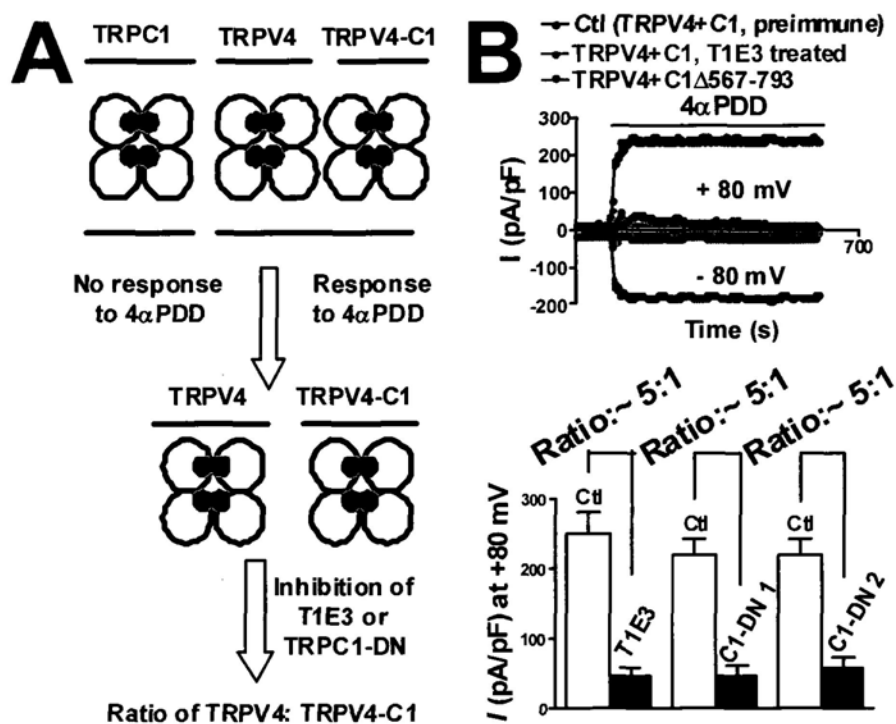 A
TRPC1 TRPV4 TRPV4-C1
No response Response
to 4αPDD to 4αPDD
TRPV4 TRPV4-C1
Inhibition of
T1E3 or
TRPC1-DN
Ratio of TRPV4: TRPV4-C1
B
Ctl (TRPV4+C1, preimmune)
TRPV4+C1, T1E3 treated
TRPV4+C1Δ567-793
4αPDD
300
200
100
0
-100
-200
I (pA/pF)
+ 80 mV
- 80 mV
700
Time (s)
Ratio:~ 5:1 Ratio:~ 5:1 Ratio:~ 5:1
300
200
100
0
I (pA/pF) at +80 mV
Ctl
T1E3
Ctl
C1-DN 1
Ctl
C1-DN 2